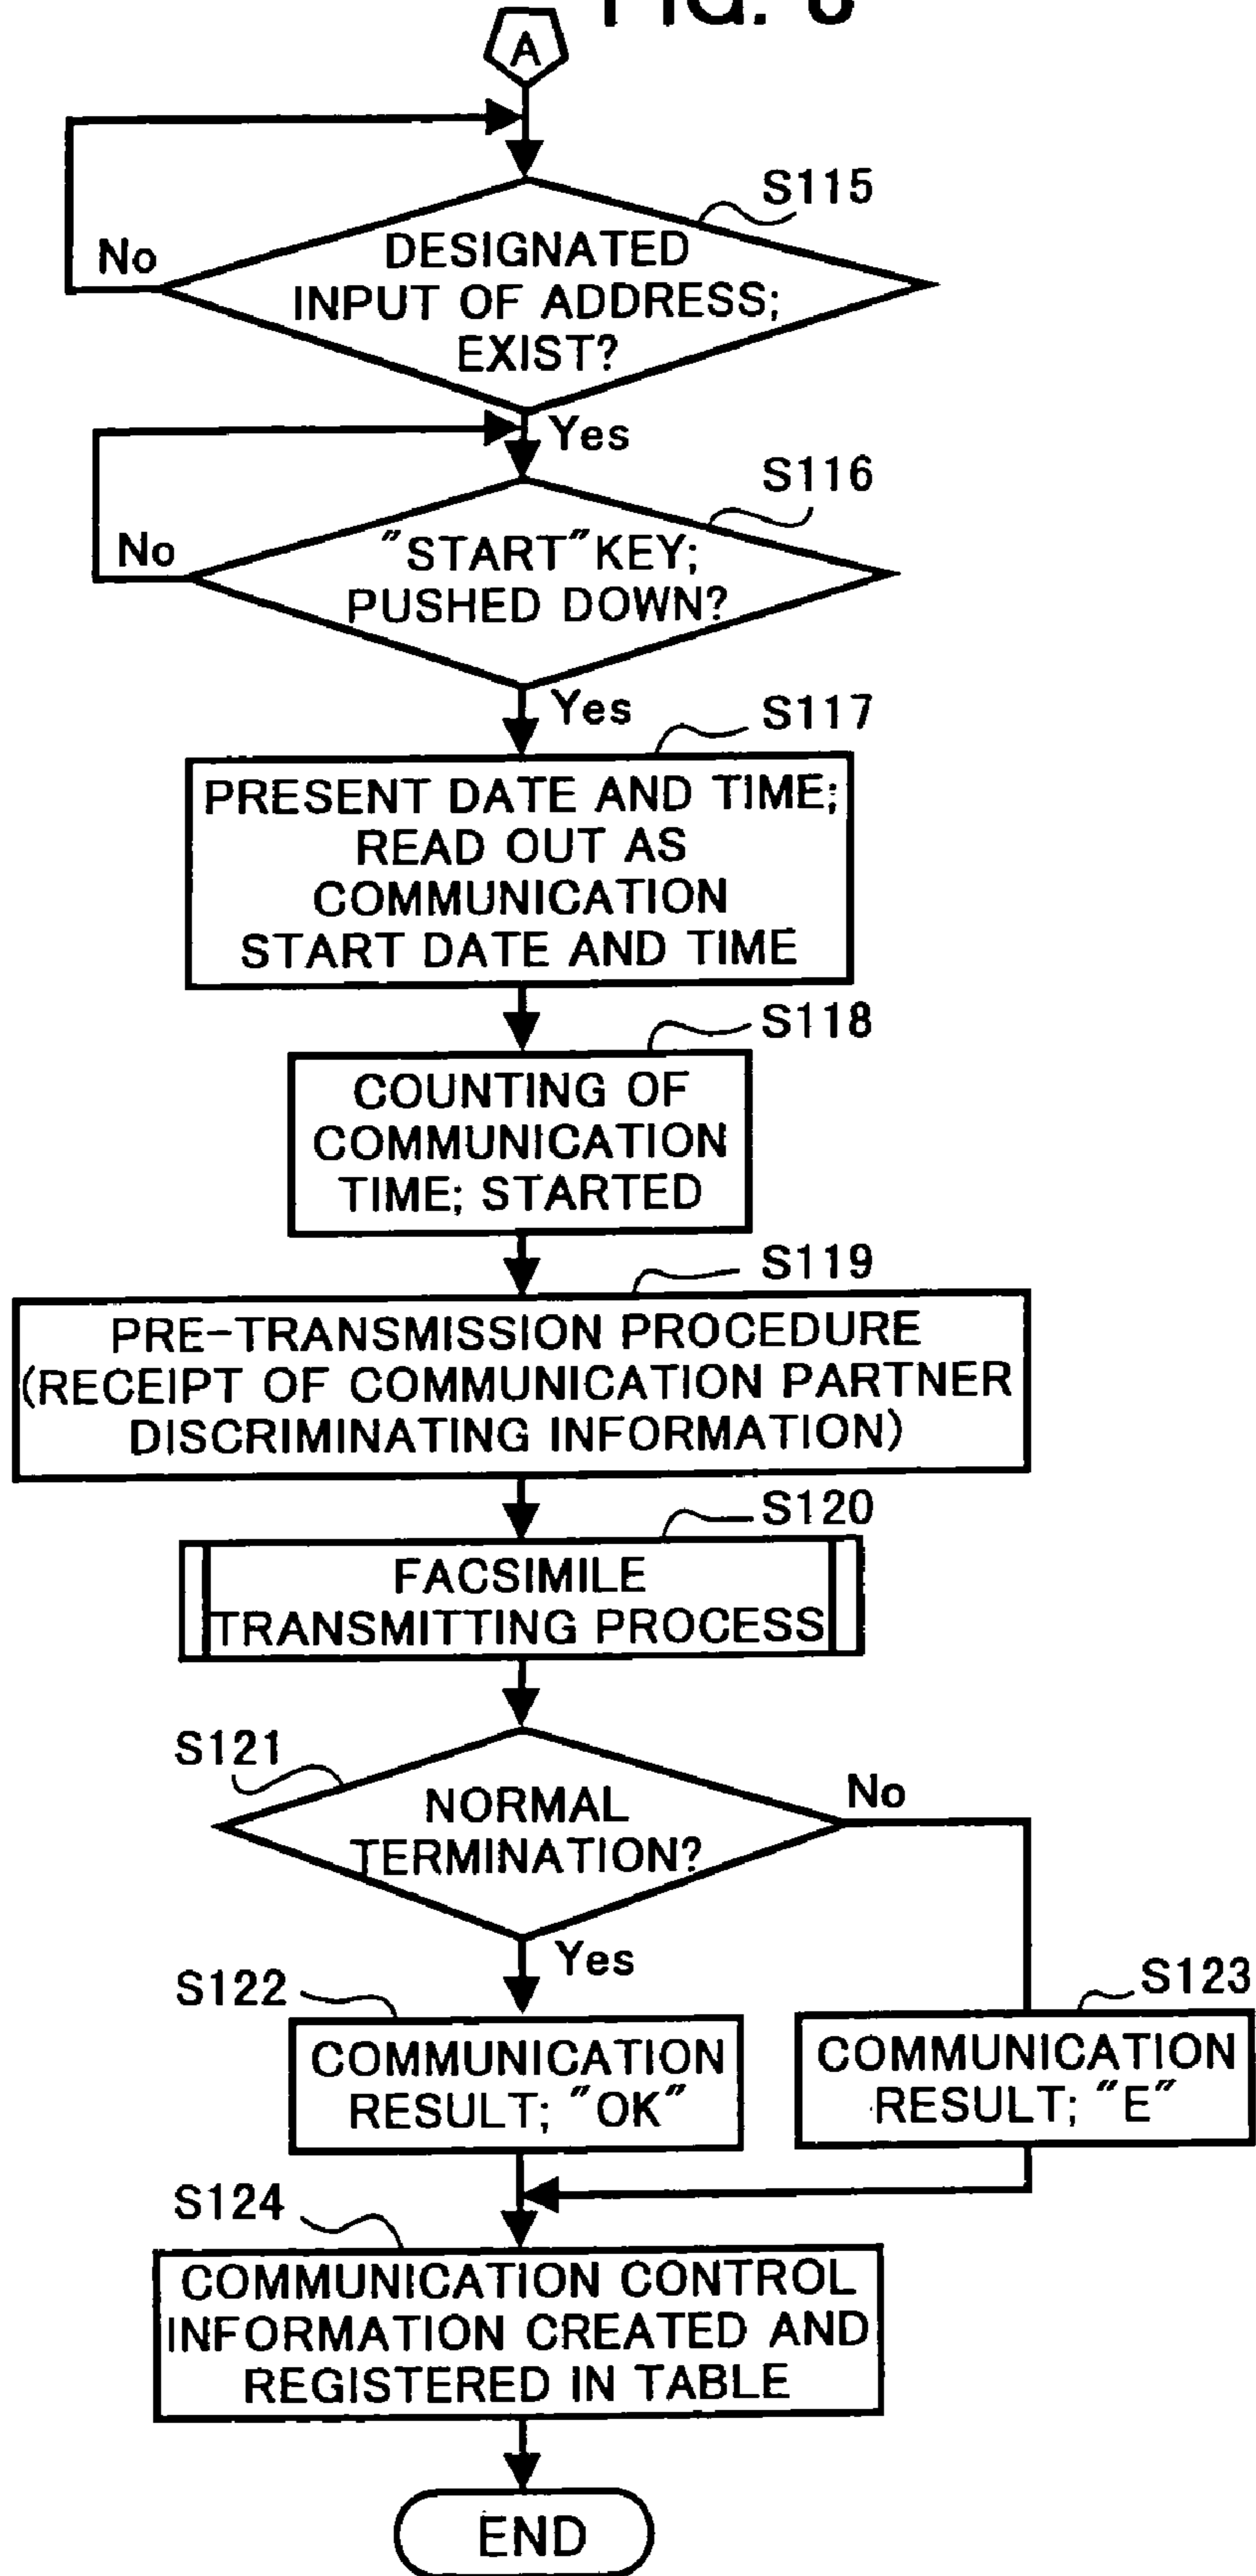 A
S115
No
DESIGNATED
INPUT OF ADDRESS;
EXIST?
Yes
S116
No
"START" KEY;
PUSHED DOWN?
Yes
S117
PRESENT DATE AND TIME;
READ OUT AS
COMMUNICATION
START DATE AND TIME
S118
COUNTING OF
COMMUNICATION
TIME; STARTED
S119
PRE-TRANSMISSION PROCEDURE
(RECEIPT OF COMMUNICATION PARTNER
DISCRIMINATING INFORMATION)
S120
FACSIMILE
TRANSMITTING PROCESS
S121
NORMAL
TERMINATION?
No
Yes
S122
COMMUNICATION
RESULT; "OK"
S123
COMMUNICATION
RESULT; "E"
S124
COMMUNICATION CONTROL
INFORMATION CREATED AND
REGISTERED IN TABLE
END